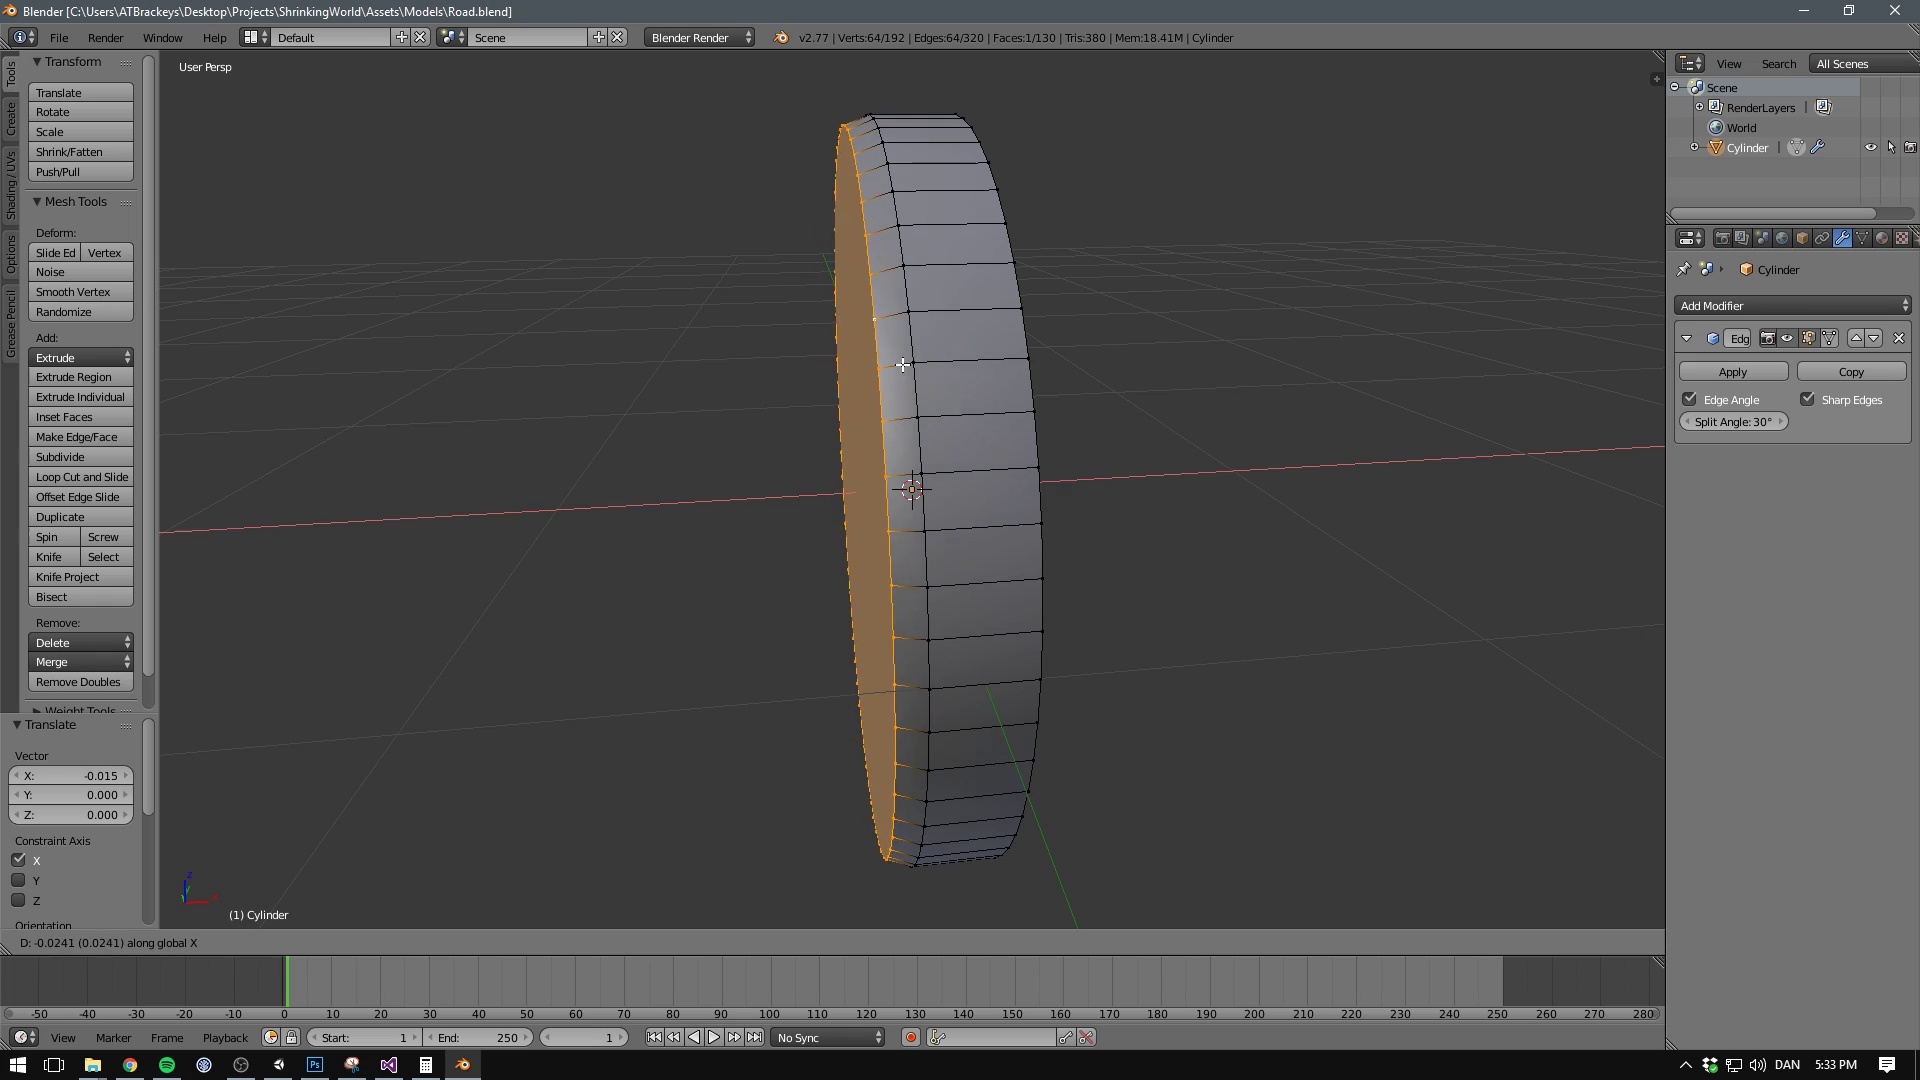 Blender [C:\Users\ATBrackeys\Desktop\Projects\ShrinkingWorld\Assets\Models\Road.blend]
File Render Window Help Default Scene Blender Render v2.77 | Verts:64/192 | Edges:64/320 | Faces:1/130 | Tris:380 | Mem:18.41M | Cylinder
Tools
Create
Shading / UVs
Options
Grease Pencil
Transform
Translate
Rotate
Scale
Shrink/Fatten
Push/Pull
Mesh Tools
Deform:
Slide Ed Vertex
Noise
Smooth Vertex
Randomize
Add:
Extrude
Extrude Region
Extrude Individual
Inset Faces
Make Edge/Face
Subdivide
Loop Cut and Slide
Offset Edge Slide
Duplicate
Spin Screw
Knife Select
Knife Project
Bisect
Remove:
Delete
Merge
Remove Doubles
Weight Tools
Translate
Vector
X: -0.015
Y: 0.000
Z: 0.000
Constraint Axis
X
Y
Z
Orientation
User Persp
(1) Cylinder
View Search All Scenes
Scene
RenderLayers |
World
Cylinder |
Cylinder
Add Modifier
Edg
Apply Copy
Edge Angle Sharp Edges
Split Angle: 30°
D: -0.0241 (0.0241) along global X
-50 -40 -30 -20 -10 0 10 20 30 40 50 60 70 80 90 100 110 120 130 140 150 160 170 180 190 200 210 220 230 240 250 260 270 280
View Marker Frame Playback Start: 1 End: 250 1 No Sync
Ps DAN 5:33 PM